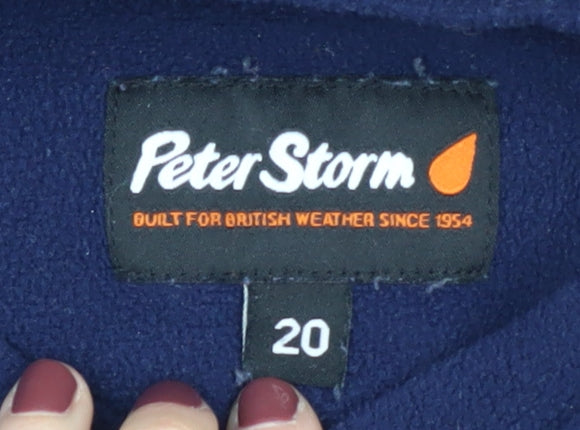 Peter Storm
BUILT FOR BRITISH WEATHER SINCE 1954
20